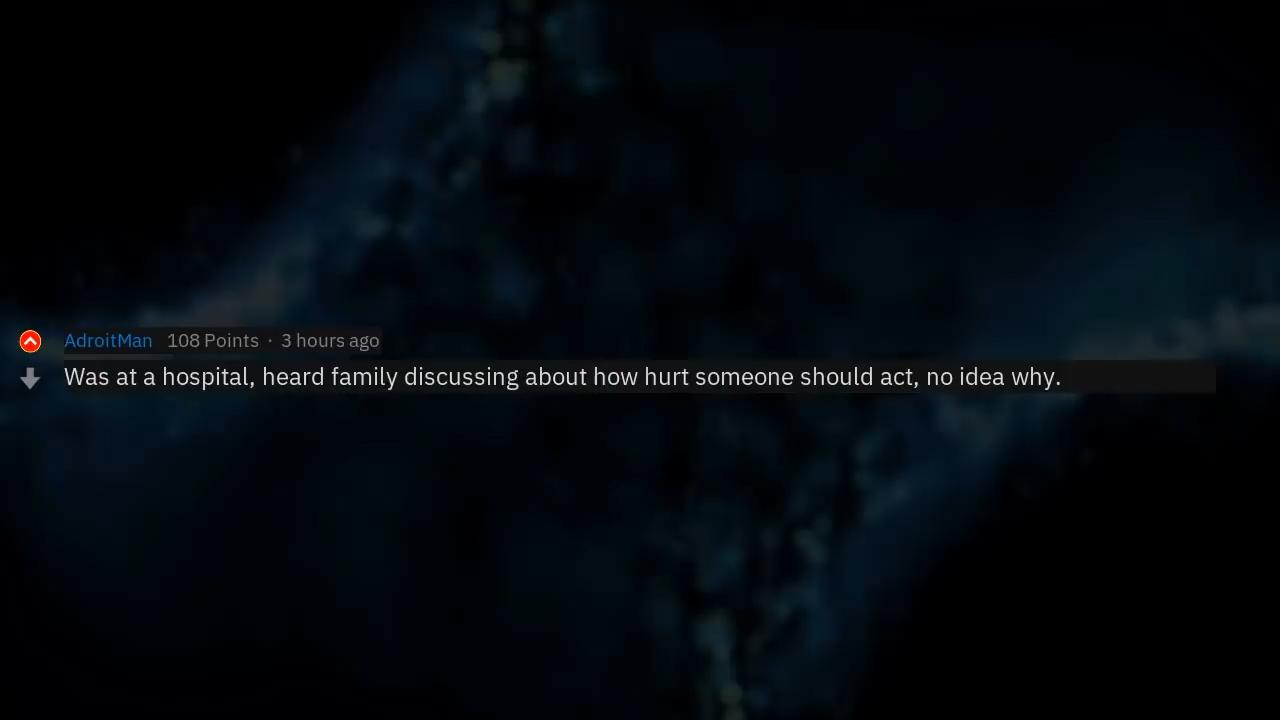 AdroitMan 108 Points · 3 hours ago
Was at a hospital, heard family discussing about how hurt someone should act, no idea why.